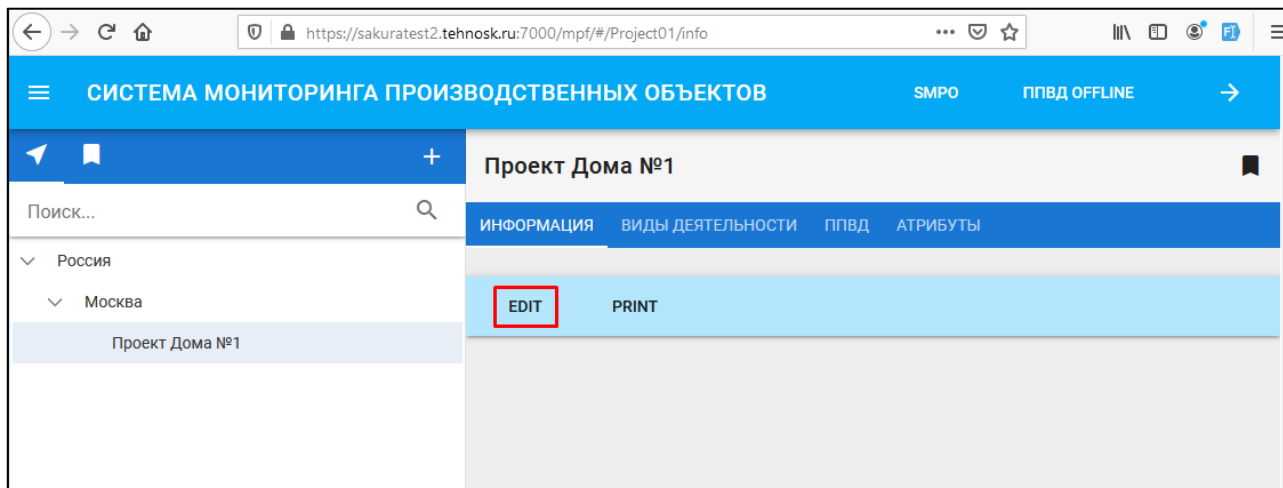 https://sakuratest2.tehnosk.ru:7000/mpf/#/Project01/info
СИСТЕМА МОНИТОРИНГА ПРОИЗВОДСТВЕННЫХ ОБЪЕКТОВ SMPO ППВД OFFLINE
Проект Дома №1
Поиск...
ИНФОРМАЦИЯ ВИДЫ ДЕЯТЕЛЬНОСТИ ППВД АТРИБУТЫ
Россия
Москва
EDIT PRINT
Проект Дома №1